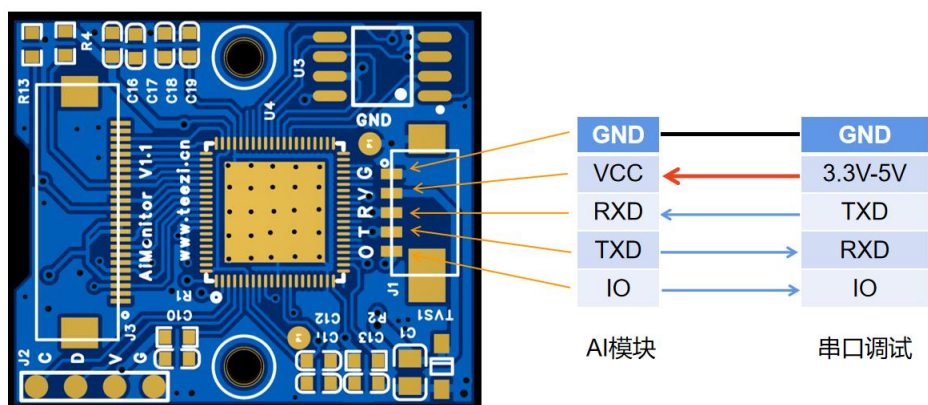 R13
R4
C16
C17
C18
C19
U3
U4
GND
AIMcnitor V1.1
www.teezi.cn
G
V
R
T
O
J1
TVS1
R1
C10
J3
J2
C
D
V
G
C12
C11
R2
C13
C1
GND GND
VCC 3.3V-5V
RXD TXD
TXD RXD
IO IO
AI模块 串口调试